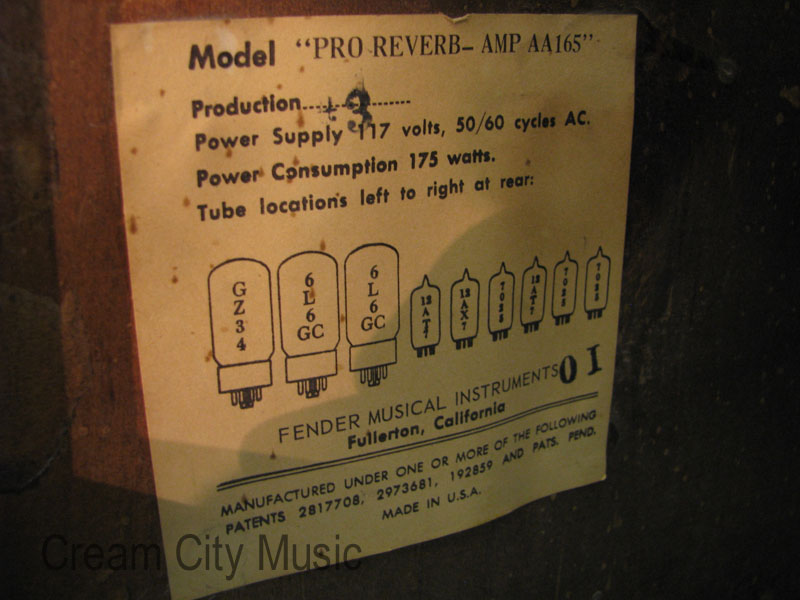 Model "PRO REVERB- AMP AA165"
Production
Power Supply 117 volts, 50/60 cycles AC.
Power Consumption 175 watts.
Tube locations left to right at rear:
GZ34 6L6GC 6L6GC 12AT7 12AX7 7025 12AT7 7025 7025
FENDER MUSICAL INSTRUMENTS OI
Fullerton, California
MANUFACTURED UNDER ONE OR MORE OF THE FOLLOWING
PATENTS 2817708, 2973681, 192859 AND PATS. PEND.
MADE IN U.S.A.
Cream City Music